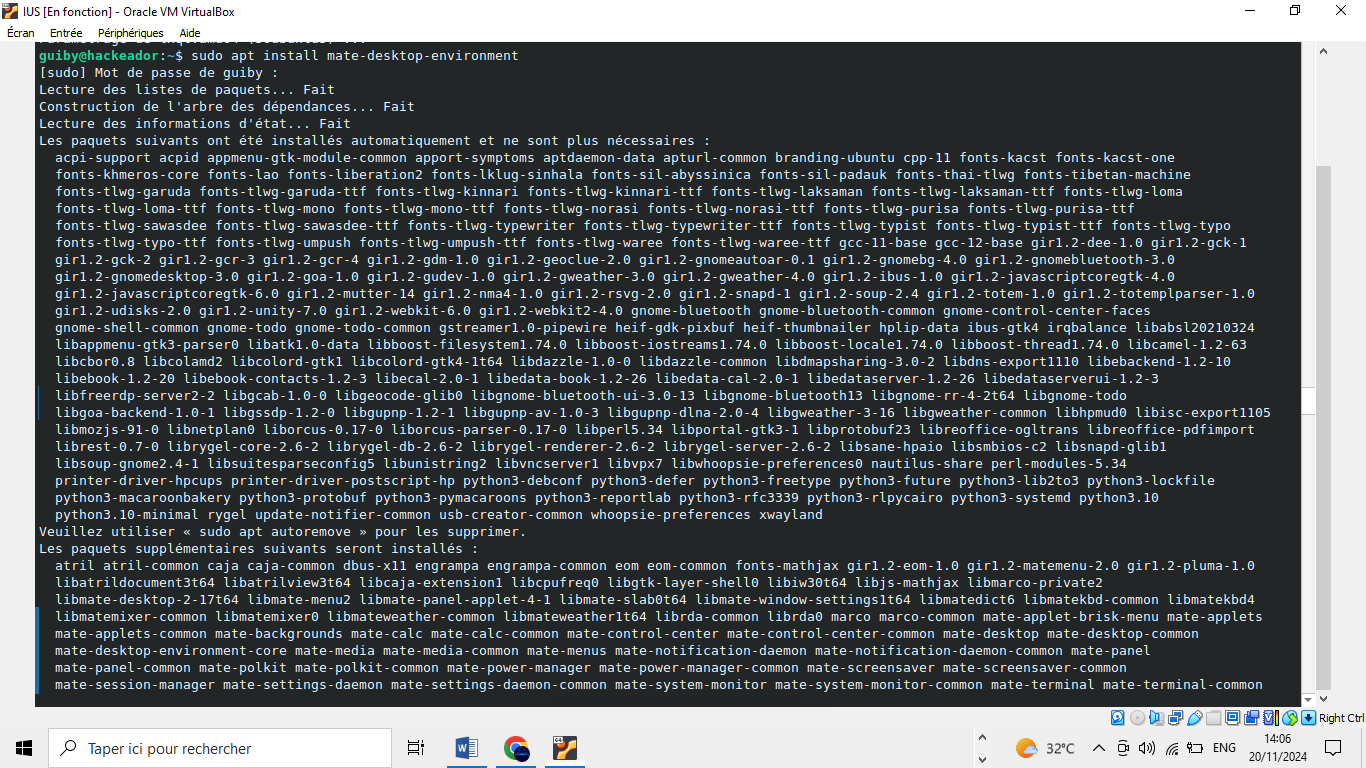 IUS [En fonction] - Oracle VM VirtualBox
Écran Entrée Périphériques Aide
guiby@hackeador:~$ sudo apt install mate-desktop-environment
[sudo] Mot de passe de guiby :
Lecture des listes de paquets... Fait
Construction de l'arbre des dépendances... Fait
Lecture des informations d'état... Fait
Les paquets suivants ont été installés automatiquement et ne sont plus nécessaires :
acpi-support acpid appmenu-gtk-module-common apport-symptoms aptdaemon-data apturl-common branding-ubuntu cpp-11 fonts-kacst fonts-kacst-one
fonts-khmeros-core fonts-lao fonts-liberation2 fonts-lklug-sinhala fonts-sil-abyssinica fonts-sil-padauk fonts-thai-tlwg fonts-tibetan-machine
fonts-tlwg-garuda fonts-tlwg-garuda-ttf fonts-tlwg-kinnari fonts-tlwg-kinnari-ttf fonts-tlwg-laksaman fonts-tlwg-laksaman-ttf fonts-tlwg-loma
fonts-tlwg-loma-ttf fonts-tlwg-mono fonts-tlwg-mono-ttf fonts-tlwg-norasi fonts-tlwg-norasi-ttf fonts-tlwg-purisa fonts-tlwg-purisa-ttf
fonts-tlwg-sawasdee fonts-tlwg-sawasdee-ttf fonts-tlwg-typewriter fonts-tlwg-typewriter-ttf fonts-tlwg-typist fonts-tlwg-typist-ttf fonts-tlwg-typo
fonts-tlwg-typo-ttf fonts-tlwg-umpush fonts-tlwg-umpush-ttf fonts-tlwg-waree fonts-tlwg-waree-ttf gcc-11-base gcc-12-base gir1.2-dee-1.0 gir1.2-gck-1
gir1.2-gck-2 gir1.2-gcr-3 gir1.2-gcr-4 gir1.2-gdm-1.0 gir1.2-geoclue-2.0 gir1.2-gnomeautoar-0.1 gir1.2-gnomebg-4.0 gir1.2-gnomebluetooth-3.0
gir1.2-gnomedesktop-3.0 gir1.2-goa-1.0 gir1.2-gudev-1.0 gir1.2-gweather-3.0 gir1.2-gweather-4.0 gir1.2-ibus-1.0 gir1.2-javascriptcoregtk-4.0
gir1.2-javascriptcoregtk-6.0 gir1.2-mutter-14 gir1.2-nma4-1.0 gir1.2-rsvg-2.0 gir1.2-snapd-1 gir1.2-soup-2.4 gir1.2-totem-1.0 gir1.2-totemplparser-1.0
gir1.2-udisks-2.0 gir1.2-unity-7.0 gir1.2-webkit-6.0 gir1.2-webkit2-4.0 gnome-bluetooth gnome-bluetooth-common gnome-control-center-faces
gnome-shell-common gnome-todo gnome-todo-common gstreamer1.0-pipewire heif-gdk-pixbuf heif-thumbnailer hplip-data ibus-gtk4 irqbalance libabsl20210324
libappmenu-gtk3-parser0 libatk1.0-data libboost-filesystem1.74.0 libboost-iostreams1.74.0 libboost-locale1.74.0 libboost-thread1.74.0 libcamel-1.2-63
libcbor0.8 libcolamd2 libcolord-gtk1 libcolord-gtk4-1t64 libdazzle-1.0-0 libdazzle-common libdmapsharing-3.0-2 libdns-export1110 libebackend-1.2-10
libebook-1.2-20 libebook-contacts-1.2-3 libecal-2.0-1 libedata-book-1.2-26 libedata-cal-2.0-1 libedataserver-1.2-26 libedataserverui-1.2-3
libfreerdp-server2-2 libgcab-1.0-0 libgeocode-glib0 libgnome-bluetooth-ui-3.0-13 libgnome-bluetooth13 libgnome-rr-4-2t64 libgnome-todo
libgoa-backend-1.0-1 libgssdp-1.2-0 libgupnp-1.2-1 libgupnp-av-1.0-3 libgupnp-dlna-2.0-4 libgweather-3-16 libgweather-common libhpmud0 libisc-export1105
libmozjs-91-0 libnetplan0 liborcus-0.17-0 liborcus-parser-0.17-0 libperl5.34 libportal-gtk3-1 libprotobuf23 libreoffice-ogltrans libreoffice-pdfimport
librest-0.7-0 librygel-core-2.6-2 librygel-db-2.6-2 librygel-renderer-2.6-2 librygel-server-2.6-2 libsane-hpaio libsmbios-c2 libsnapd-glib1
libsoup-gnome2.4-1 libsuitesparseconfig5 libunistring2 libvncserver1 libvpx7 libwhoopsie-preferences0 nautilus-share perl-modules-5.34
printer-driver-hpcups printer-driver-postscript-hp python3-debconf python3-defer python3-freetype python3-future python3-lib2to3 python3-lockfile
python3-macaroonbakery python3-protobuf python3-pymacaroons python3-reportlab python3-rfc3339 python3-rlpycairo python3-systemd python3.10
python3.10-minimal rygel update-notifier-common usb-creator-common whoopsie-preferences xwayland
Veuillez utiliser « sudo apt autoremove » pour les supprimer.
Les paquets supplémentaires suivants seront installés :
atril atril-common caja caja-common dbus-x11 engrampa engrampa-common eom eom-common fonts-mathjax gir1.2-eom-1.0 gir1.2-matemenu-2.0 gir1.2-pluma-1.0
libatrildocument3t64 libatrilview3t64 libcaja-extension1 libcpufreq0 libgtk-layer-shell0 libiw30t64 libjs-mathjax libmarco-private2
libmate-desktop-2-17t64 libmate-menu2 libmate-panel-applet-4-1 libmate-slab0t64 libmate-window-settings1t64 libmatedict6 libmatekbd-common libmatekbd4
libmatemixer-common libmatemixer0 libmateweather-common libmateweather1t64 librda-common librda0 marco marco-common mate-applet-brisk-menu mate-applets
mate-applets-common mate-backgrounds mate-calc mate-calc-common mate-control-center mate-control-center-common mate-desktop mate-desktop-common
mate-desktop-environment-core mate-media mate-media-common mate-menus mate-notification-daemon mate-notification-daemon-common mate-panel
mate-panel-common mate-polkit mate-polkit-common mate-power-manager mate-power-manager-common mate-screensaver mate-screensaver-common
mate-session-manager mate-settings-daemon mate-settings-daemon-common mate-system-monitor mate-system-monitor-common mate-terminal mate-terminal-common
Right Ctrl
Taper ici pour rechercher
32°C
ENG
14:06
20/11/2024